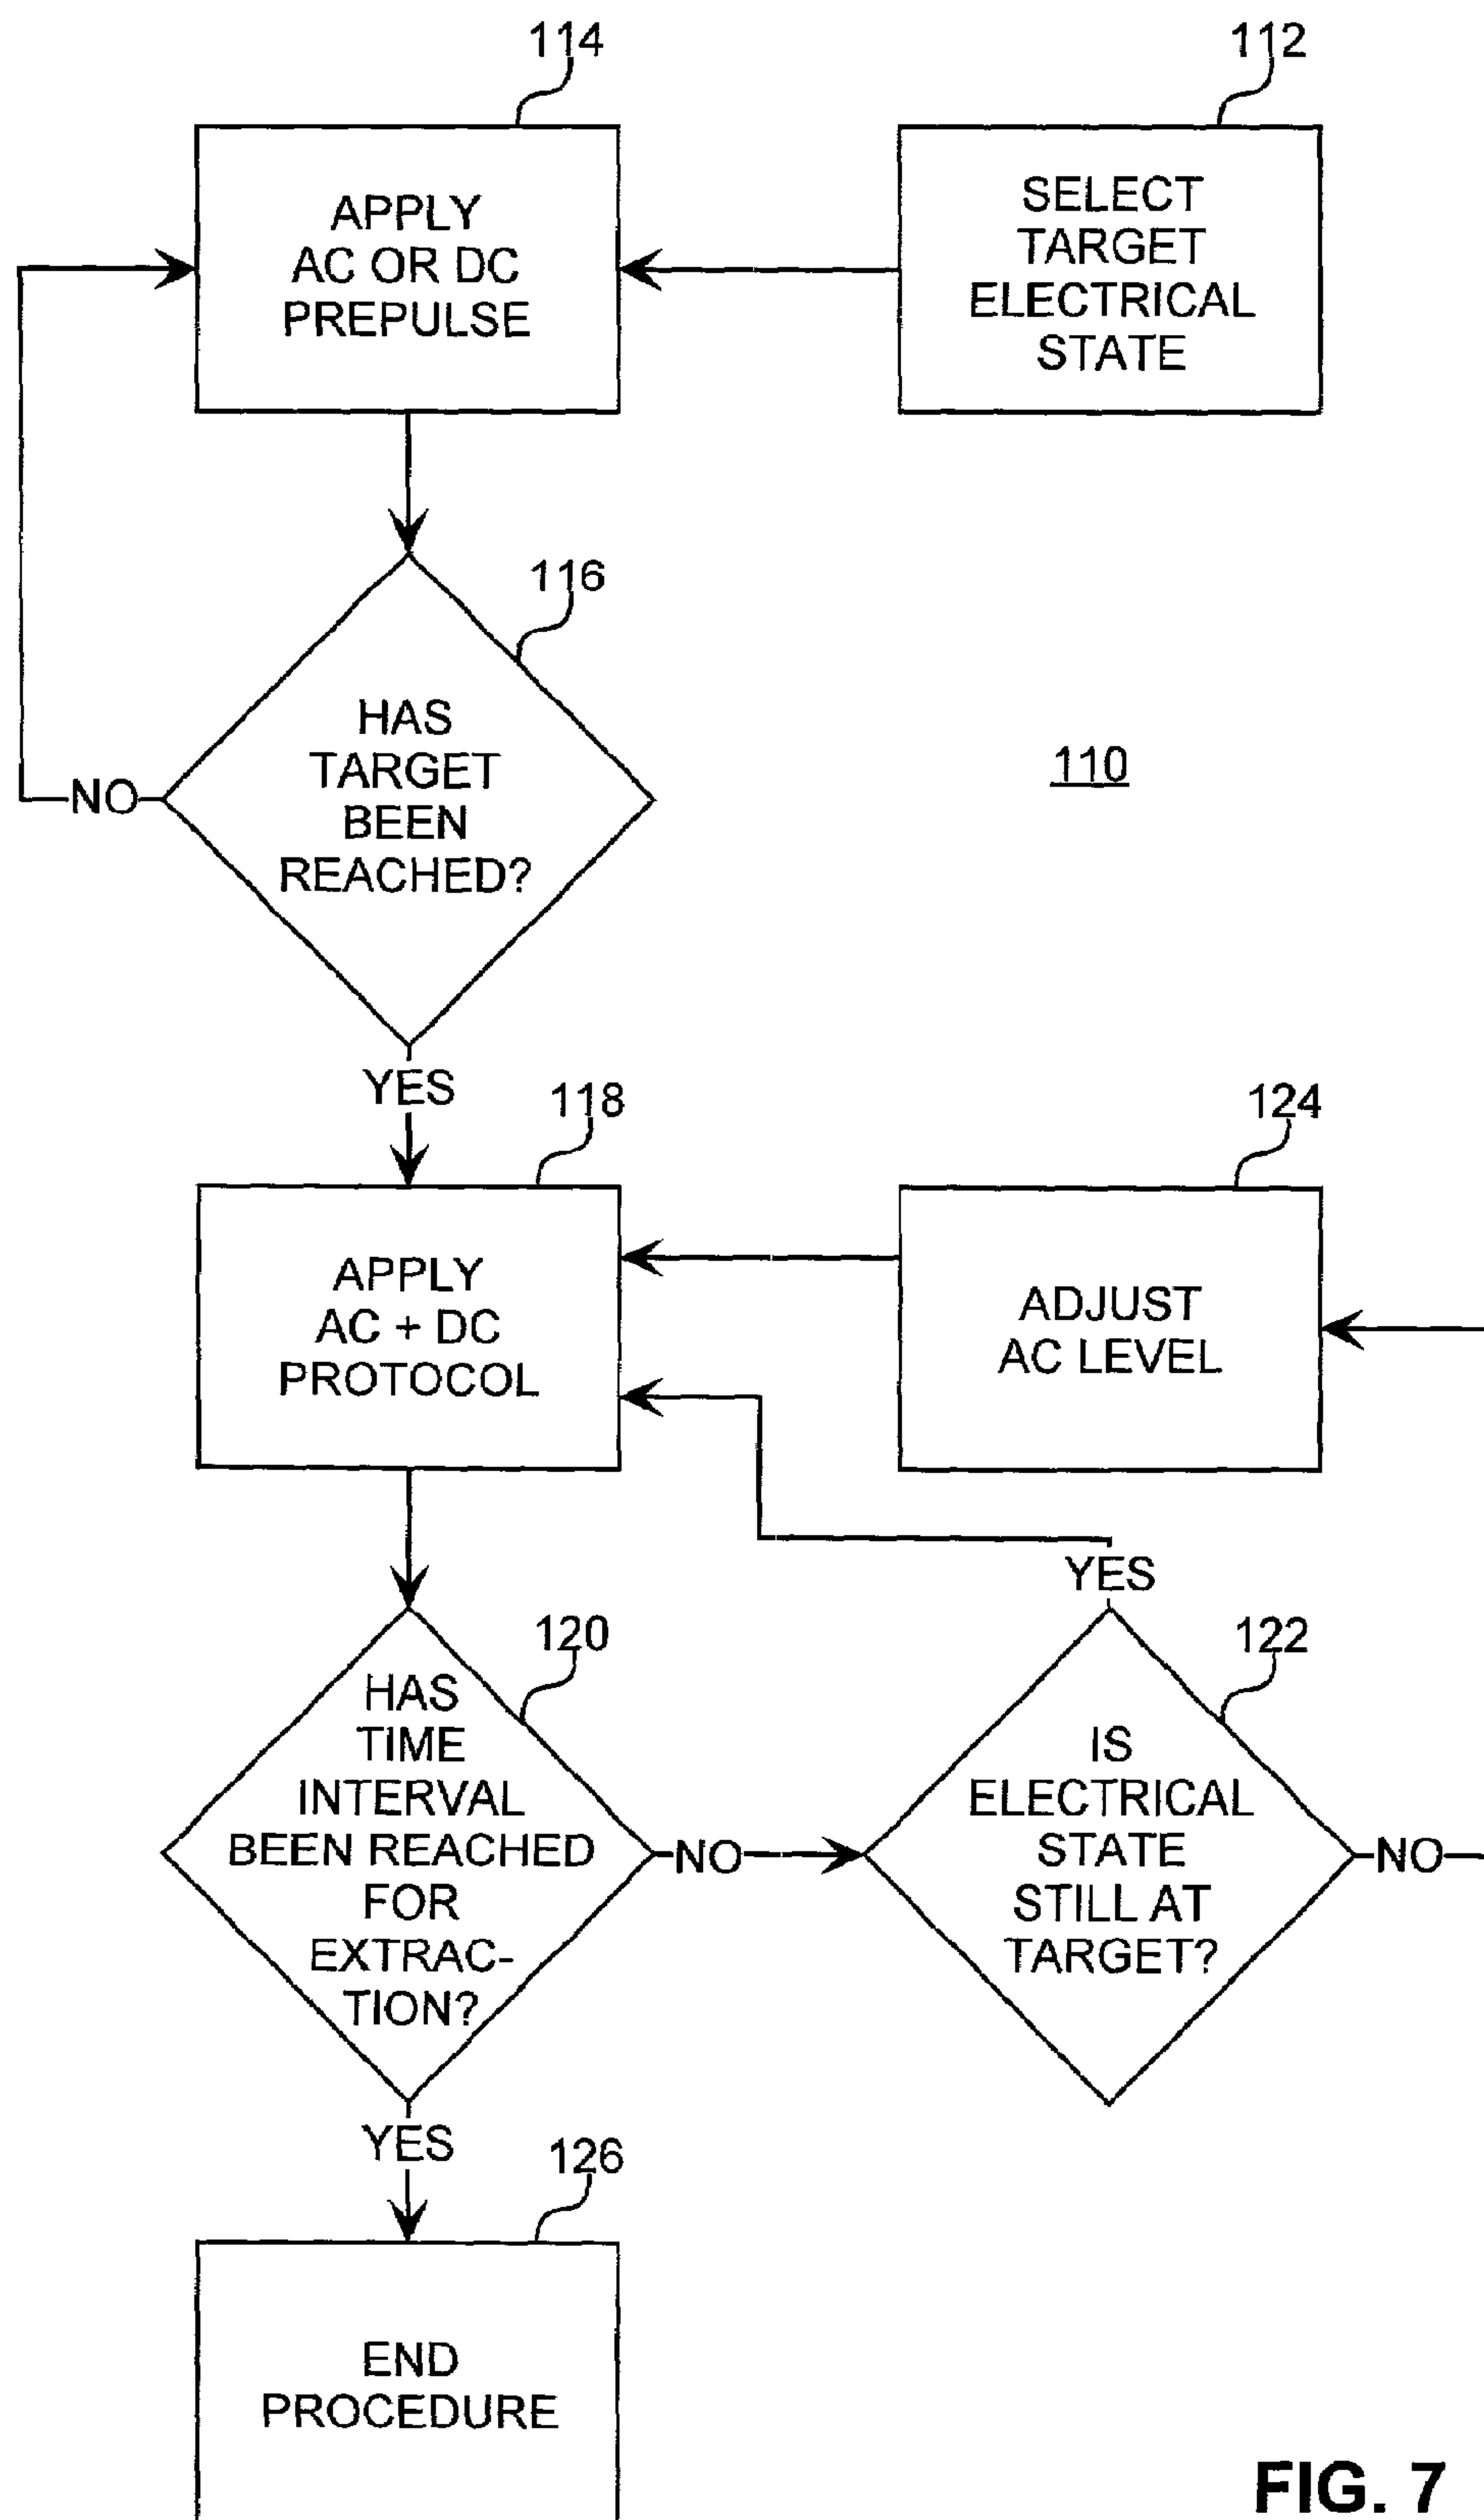 114
112
APPLY
AC OR DC
PREPULSE
SELECT
TARGET
ELECTRICAL
STATE
116
HAS
TARGET
BEEN
REACHED?
NO
110
YES
118
124
APPLY
AC + DC
PROTOCOL
ADJUST
AC LEVEL
YES
120
122
HAS
TIME
INTERVAL
BEEN REACHED
FOR
EXTRAC-
TION?
NO
IS
ELECTRICAL
STATE
STILL AT
TARGET?
NO
YES
126
END
PROCEDURE
FIG. 7